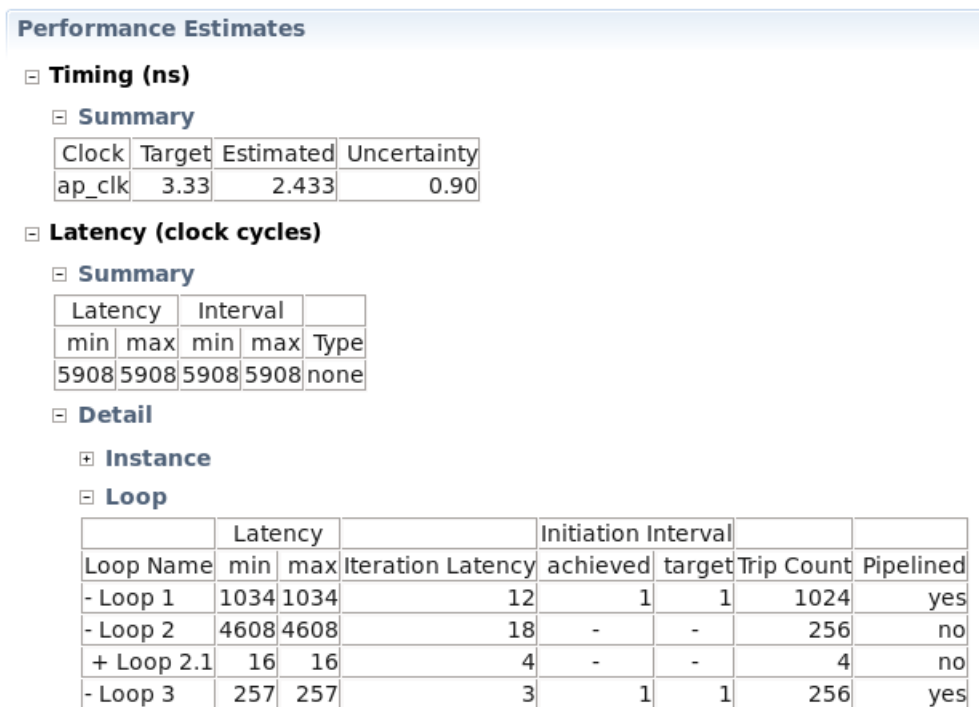 Performance Estimates
Timing (ns)
Summary
Clock Target Estimated Uncertainty
ap_clk 3.33 2.433 0.90
Latency (clock cycles)
Summary
Latency Interval
min max min max Type
5908 5908 5908 5908 none
Detail
Instance
Loop
Latency Initiation Interval
Loop Name min max Iteration Latency achieved target Trip Count Pipelined
- Loop 1 1034 1034 12 1 1 1024 yes
- Loop 2 4608 4608 18 - - 256 no
+ Loop 2.1 16 16 4 - - 4 no
- Loop 3 257 257 3 1 1 256 yes